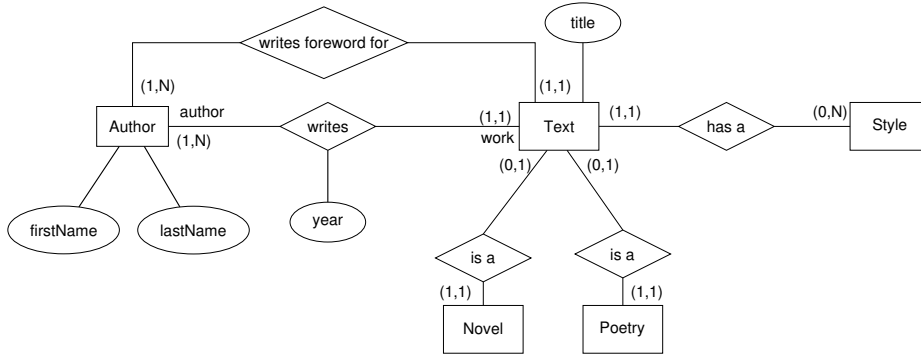 title
writes foreword for
(1,N)
(1,1)
author
(1,1)
(1,1)
(0,N)
Author
writes
Text
has a
Style
(1,N)
work
(0,1)
(0,1)
firstName
lastName
year
is a
is a
(1,1)
(1,1)
Novel
Poetry